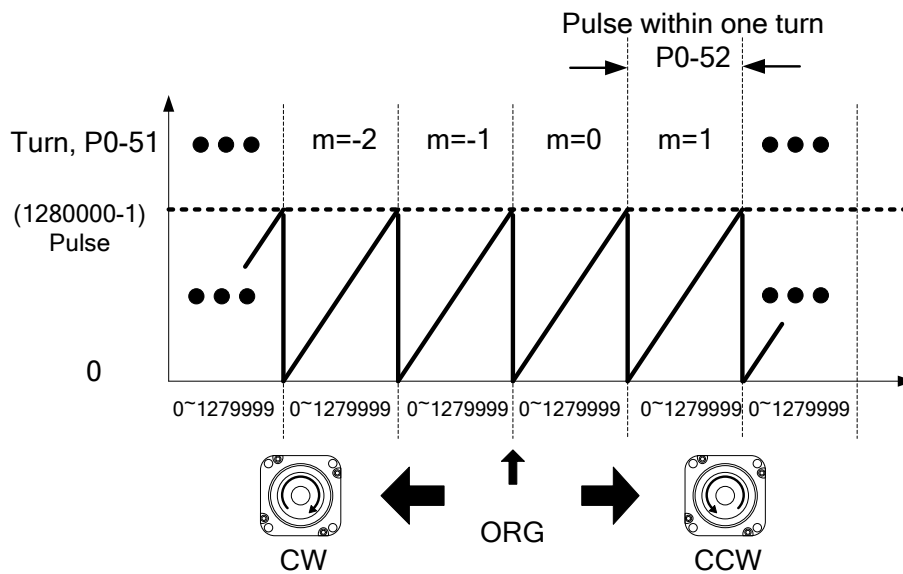 Pulse within one turn
P0-52
Turn, P0-51
m=-2
m=-1
m=0
m=1
(1280000-1)
Pulse
0
0~1279999
0~1279999
0~1279999
0~1279999
0~1279999
0~1279999
ORG
CW
CCW